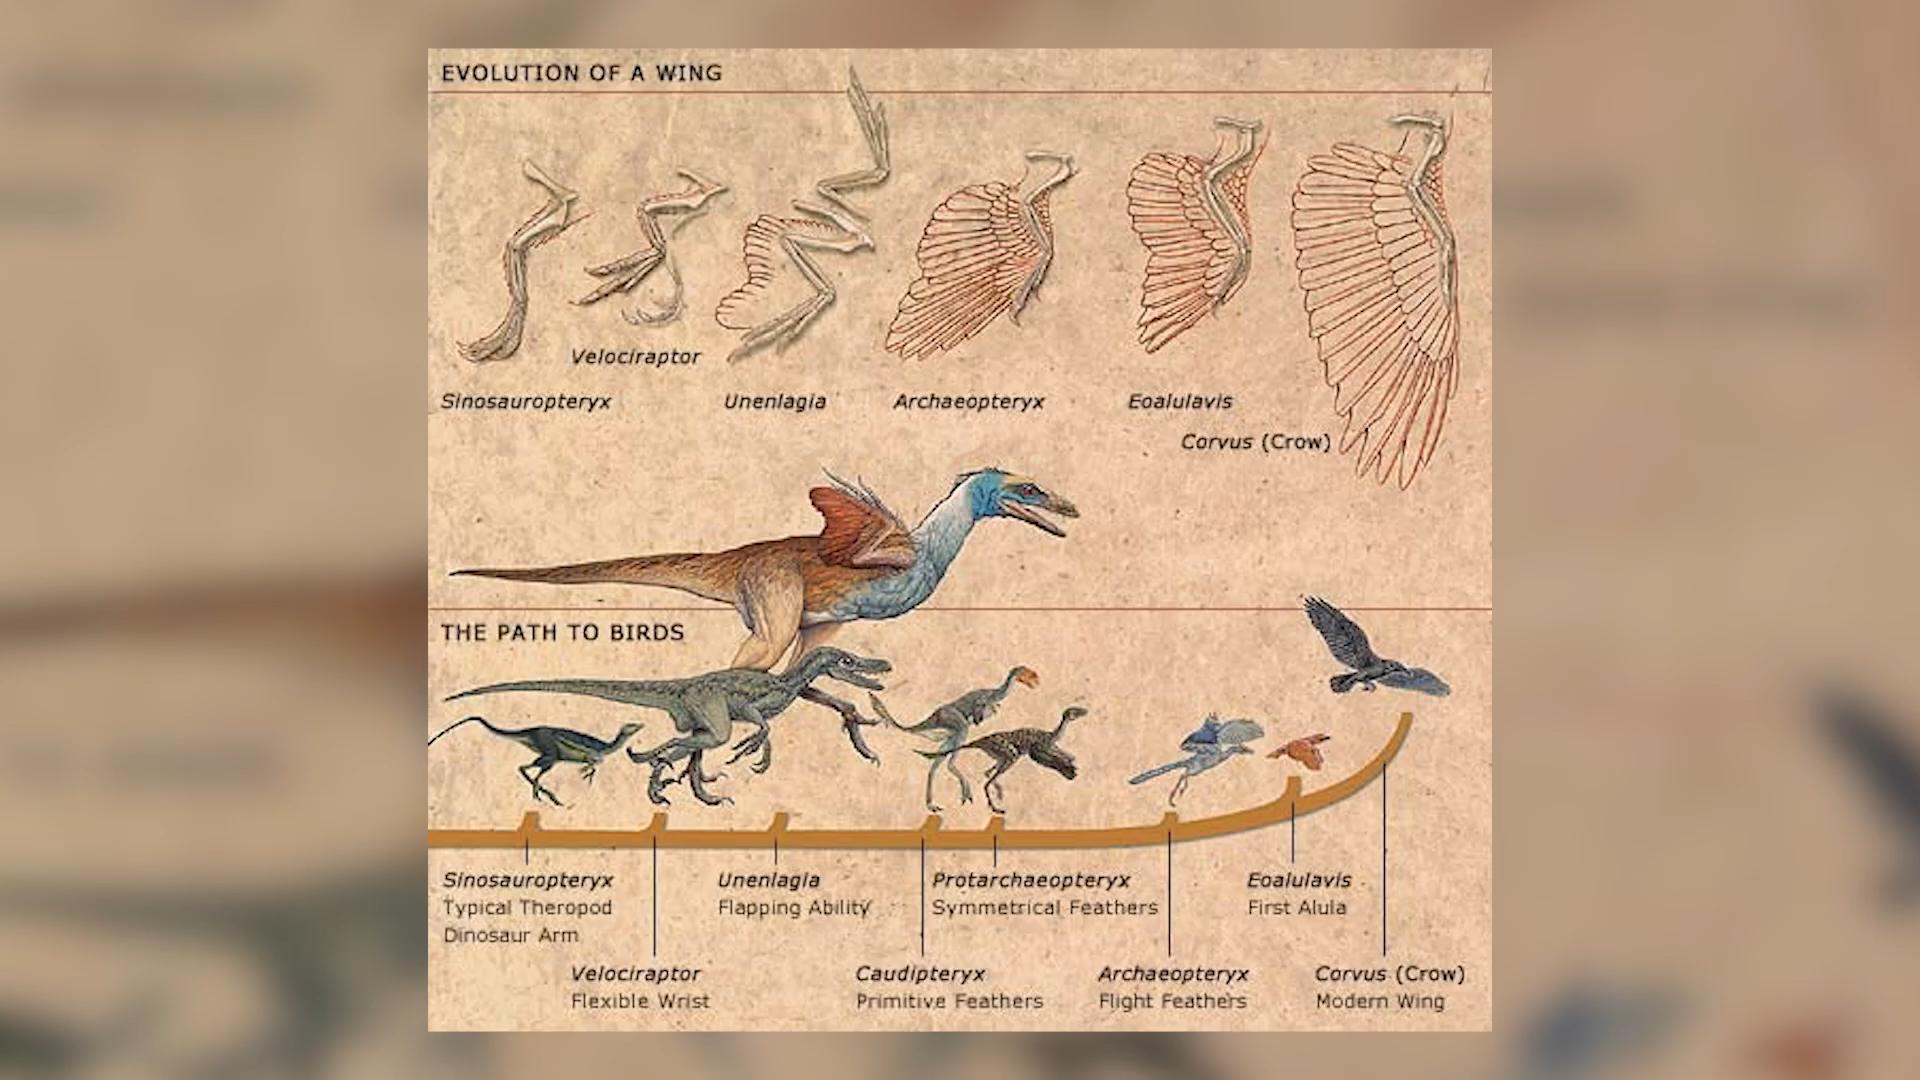 EVOLUTION OF A WING
Velociraptor
Sinosauropteryx
Unenlagia
Archaeopteryx
Eoalulavis
Corvus (Crow)
THE PATH TO BIRDS
Sinosauropteryx
Typical Theropod
Dinosaur Arm
Velociraptor
Flexible Wrist
Unenlagia
Flapping Ability
Caudipteryx
Primitive Feathers
Protarchaeopteryx
Symmetrical Feathers
Archaeopteryx
Flight Feathers
Eoalulavis
First Alula
Corvus (Crow)
Modern Wing